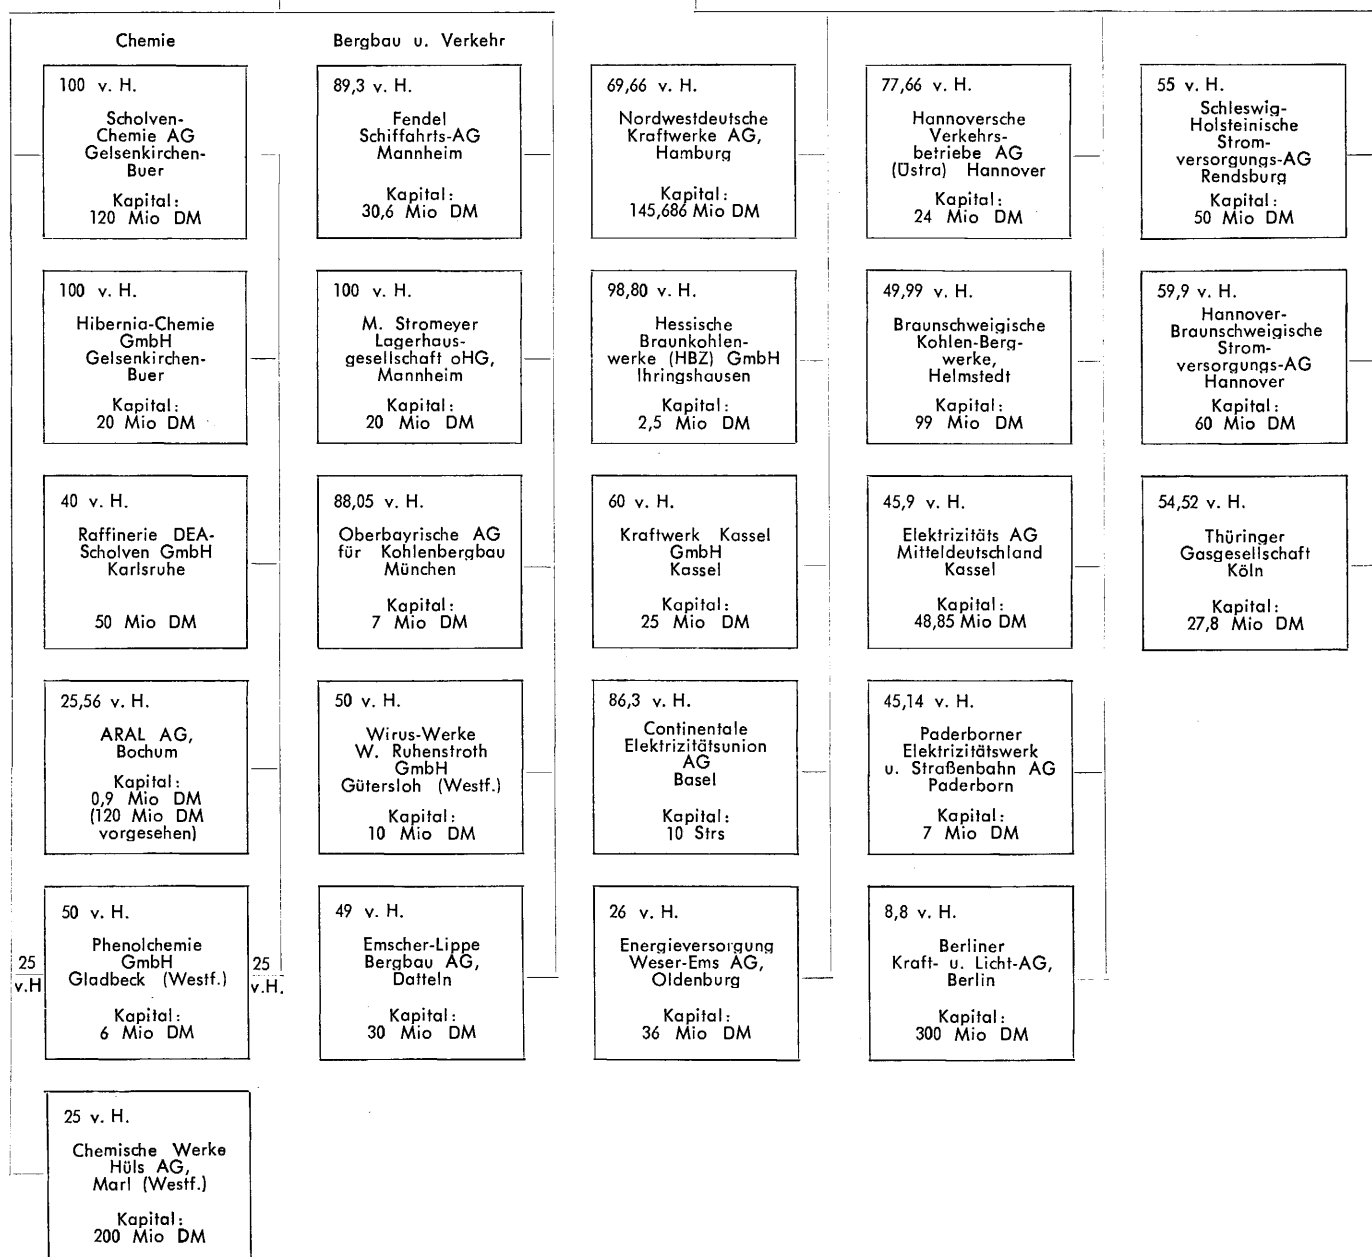 Chemie
100 v. H.
Scholven-
Chemie AG
Gelsenkirchen-
Buer
Kapital:
120 Mio DM
100 v. H.
Hibernia-Chemie
GmbH
Gelsenkirchen-
Buer
Kapital:
20 Mio DM
40 v. H.
Raffinerie DEA-
Scholven GmbH
Karlsruhe
50 Mio DM
25,56 v. H.
ARAL AG,
Bochum
Kapital:
0,9 Mio DM
(120 Mio DM
vorgesehen)
25
v.H
50 v. H.
Phenolchemie
GmbH
Gladbeck (Westf.)
Kapital:
6 Mio DM
25
v.H.
25 v. H.
Chemische Werke
Hüls AG,
Marl (Westf.)
Kapital:
200 Mio DM
Bergbau u. Verkehr
89,3 v. H.
Fendel
Schiffahrts-AG
Mannheim
Kapital:
30,6 Mio DM
100 v. H.
M. Stromeyer
Lagerhaus-
gesellschaft oHG,
Mannheim
Kapital:
20 Mio DM
88,05 v. H.
Oberbayrische AG
für Kohlenbergbau
München
Kapital:
7 Mio DM
50 v. H.
Wirus-Werke
W. Ruhenstroth
GmbH
Gütersloh (Westf.)
Kapital:
10 Mio DM
49 v. H.
Emscher-Lippe
Bergbau AG,
Datteln
Kapital:
30 Mio DM
69,66 v. H.
Nordwestdeutsche
Kraftwerke AG,
Hamburg
Kapital:
145,686 Mio DM
98,80 v. H.
Hessische
Braunkohlen-
werke (HBZ) GmbH
Ihringshausen
Kapital:
2,5 Mio DM
60 v. H.
Kraftwerk Kassel
GmbH
Kassel
Kapital:
25 Mio DM
86,3 v. H.
Continentale
Elektrizitätsunion
AG
Basel
Kapital:
10 Strs
26 v. H.
Energieversorgung
Weser-Ems AG,
Oldenburg
Kapital:
36 Mio DM
77,66 v. H.
Hannoversche
Verkehrs-
betriebe AG
(Üstra) Hannover
Kapital:
24 Mio DM
49,99 v. H.
Braunschweigische
Kohlen-Berg-
werke,
Helmstedt
Kapital:
99 Mio DM
45,9 v. H.
Elektrizitäts AG
Mitteldeutschland
Kassel
Kapital:
48,85 Mio DM
45,14 v. H.
Paderborner
Elektrizitätswerk
u. Straßenbahn AG
Paderborn
Kapital:
7 Mio DM
8,8 v. H.
Berliner
Kraft- u. Licht-AG,
Berlin
Kapital:
300 Mio DM
55 v. H.
Schleswig-
Holsteinische
Strom-
versorgungs-AG
Rendsburg
Kapital:
50 Mio DM
59,9 v. H.
Hannover-
Braunschweigische
Strom-
versorgungs-AG
Hannover
Kapital:
60 Mio DM
54,52 v. H.
Thüringer
Gasgesellschaft
Köln
Kapital:
27,8 Mio DM